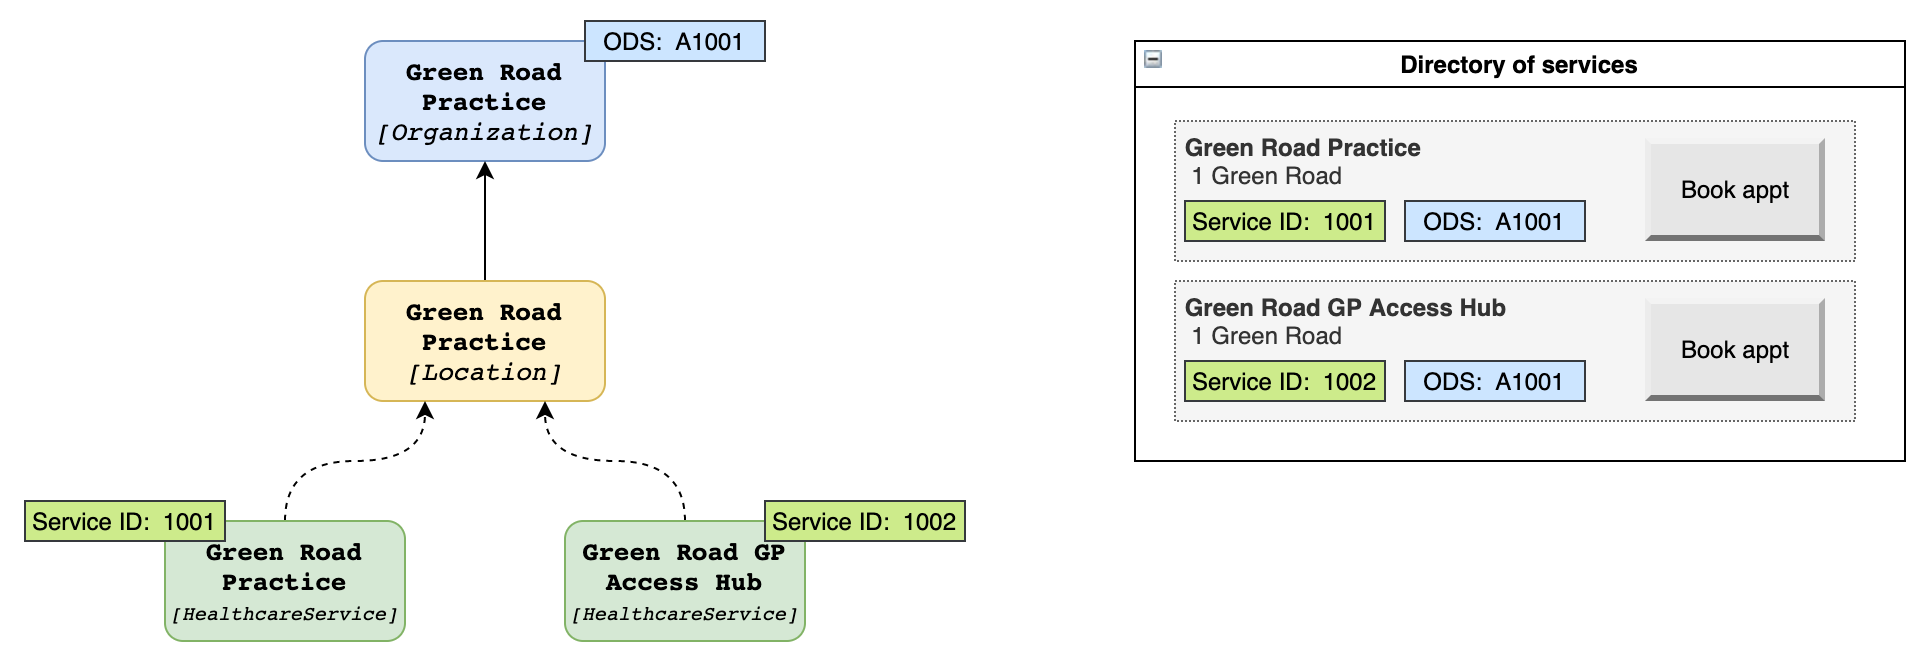 ODS: A1001
Green Road
Practice
[Organization]
Green Road
Practice
[Location]
Service ID: 1001
Green Road
Practice
[HealthcareService]
Service ID: 1002
Green Road GP
Access Hub
[HealthcareService]
Directory of services
Green Road Practice
1 Green Road
Service ID: 1001
ODS: A1001
Book appt
Green Road GP Access Hub
1 Green Road
Service ID: 1002
ODS: A1001
Book appt